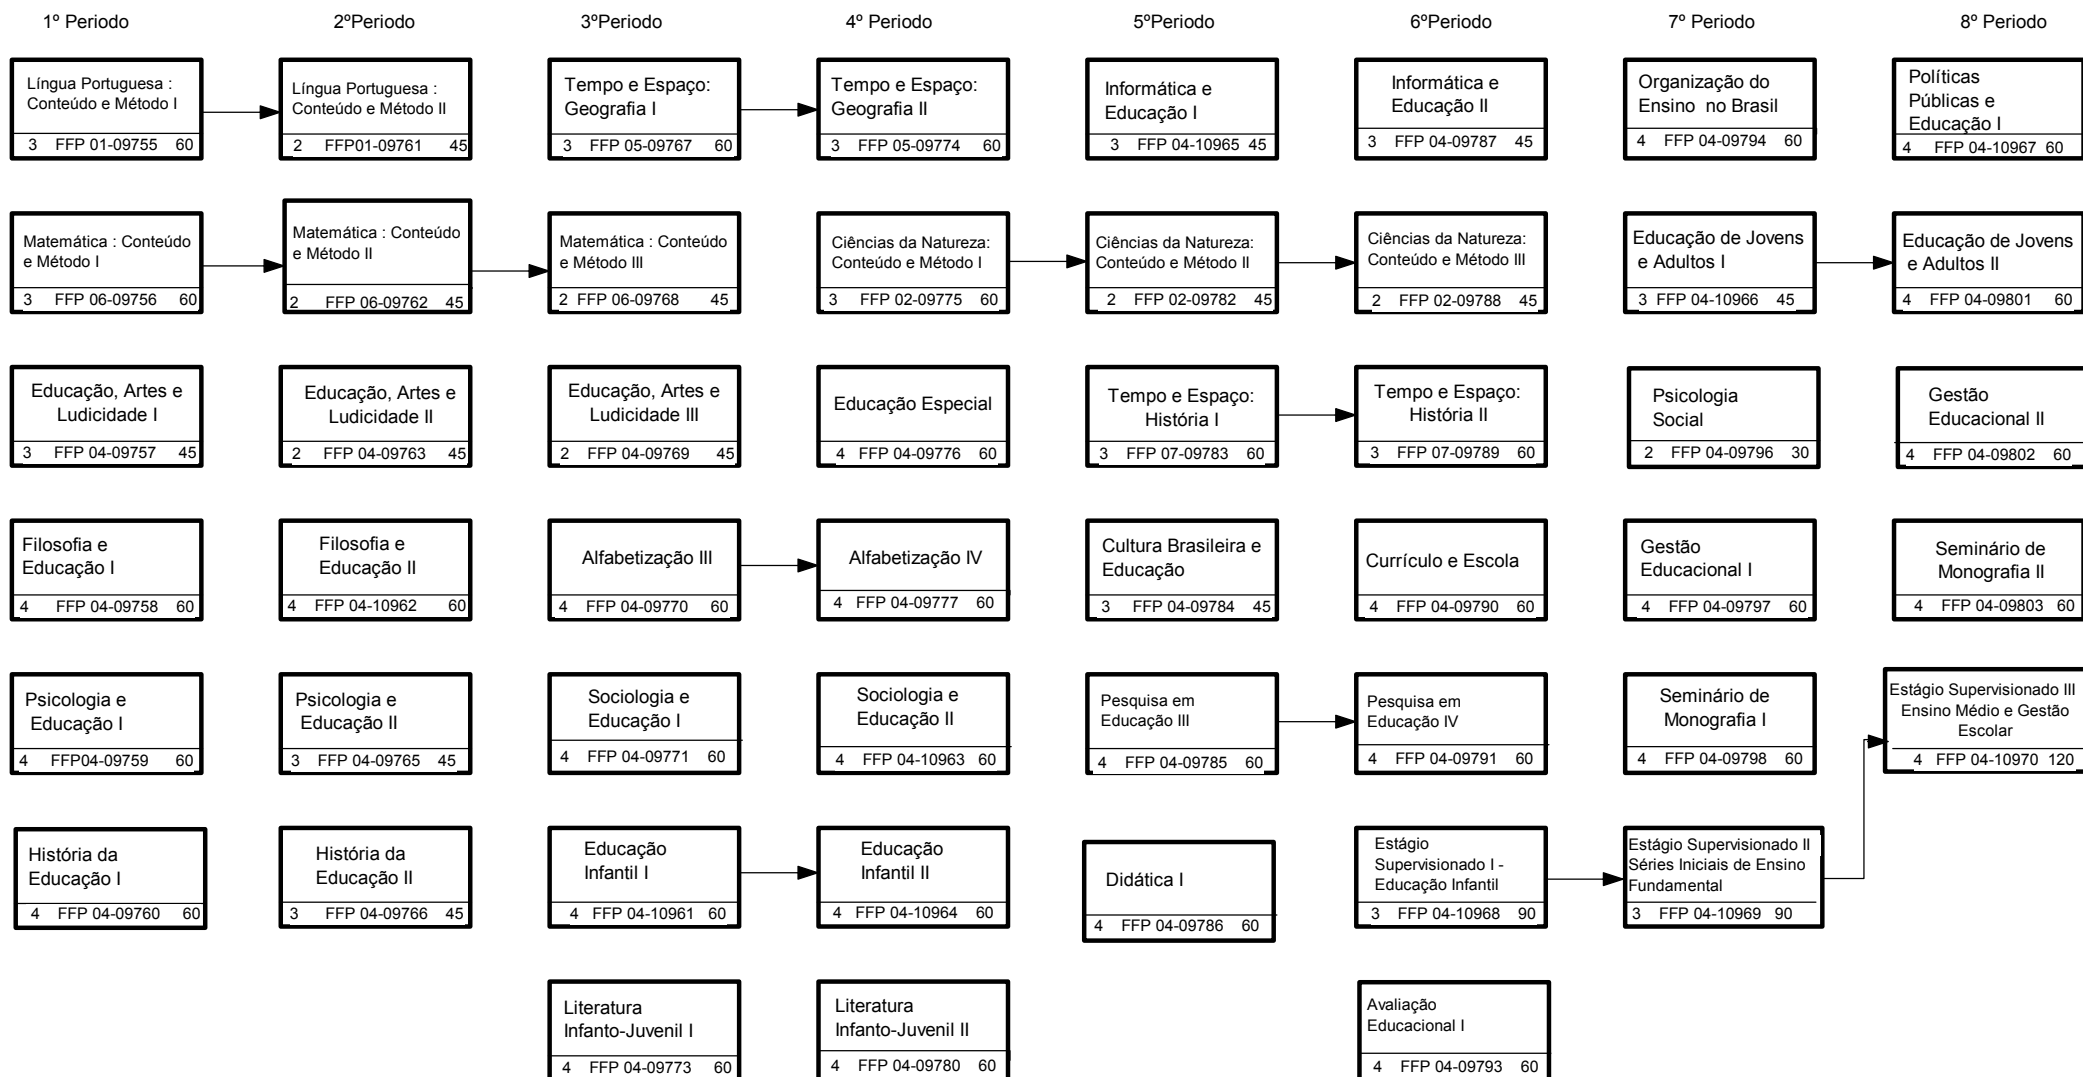 1º Periodo
2ºPeriodo
3ºPeriodo
4º Periodo
5ºPeriodo
6ºPeriodo
7º Periodo
8º Periodo
Língua Portuguesa :
Conteúdo e Método I
3 FFP 01-09755 60
Língua Portuguesa :
Conteúdo e Método II
2 FFP01-09761 45
Tempo e Espaço:
Geografia I
3 FFP 05-09767 60
Tempo e Espaço:
Geografia II
3 FFP 05-09774 60
Informática e
Educação I
3 FFP 04-10965 45
Informática e
Educação II
3 FFP 04-09787 45
Organização do
Ensino no Brasil
4 FFP 04-09794 60
Políticas
Públicas e
Educação I
4 FFP 04-10967 60
Matemática : Conteúdo
e Método I
3 FFP 06-09756 60
Matemática : Conteúdo
e Método II
2 FFP 06-09762 45
Matemática : Conteúdo
e Método III
2 FFP 06-09768 45
Ciências da Natureza:
Conteúdo e Método I
3 FFP 02-09775 60
Ciências da Natureza:
Conteúdo e Método II
2 FFP 02-09782 45
Ciências da Natureza:
Conteúdo e Método III
2 FFP 02-09788 45
Educação de Jovens
e Adultos I
3 FFP 04-10966 45
Educação de Jovens
e Adultos II
4 FFP 04-09801 60
Educação, Artes e
Ludicidade I
3 FFP 04-09757 45
Educação, Artes e
Ludicidade II
2 FFP 04-09763 45
Educação, Artes e
Ludicidade III
2 FFP 04-09769 45
Educação Especial
4 FFP 04-09776 60
Tempo e Espaço:
História I
3 FFP 07-09783 60
Tempo e Espaço:
História II
3 FFP 07-09789 60
Psicologia
Social
2 FFP 04-09796 30
Gestão
Educacional II
4 FFP 04-09802 60
Filosofia e
Educação I
4 FFP 04-09758 60
Filosofia e
Educação II
4 FFP 04-10962 60
Alfabetização III
4 FFP 04-09770 60
Alfabetização IV
4 FFP 04-09777 60
Cultura Brasileira e
Educação
3 FFP 04-09784 45
Currículo e Escola
4 FFP 04-09790 60
Gestão
Educacional I
4 FFP 04-09797 60
Seminário de
Monografia II
4 FFP 04-09803 60
Psicologia e
Educação I
4 FFP04-09759 60
Psicologia e
Educação II
3 FFP 04-09765 45
Sociologia e
Educação I
4 FFP 04-09771 60
Sociologia e
Educação II
4 FFP 04-10963 60
Pesquisa em
Educação III
4 FFP 04-09785 60
Pesquisa em
Educação IV
4 FFP 04-09791 60
Seminário de
Monografia I
4 FFP 04-09798 60
Estágio Supervisionado III
Ensino Médio e Gestão
Escolar
4 FFP 04-10970 120
História da
Educação I
4 FFP 04-09760 60
História da
Educação II
3 FFP 04-09766 45
Educação
Infantil I
4 FFP 04-10961 60
Educação
Infantil II
4 FFP 04-10964 60
Didática I
4 FFP 04-09786 60
Estágio
Supervisionado I -
Educação Infantil
3 FFP 04-10968 90
Estágio Supervisionado II
Séries Iniciais de Ensino
Fundamental
3 FFP 04-10969 90
Literatura
Infanto-Juvenil I
4 FFP 04-09773 60
Literatura
Infanto-Juvenil II
4 FFP 04-09780 60
Avaliação
Educacional I
4 FFP 04-09793 60